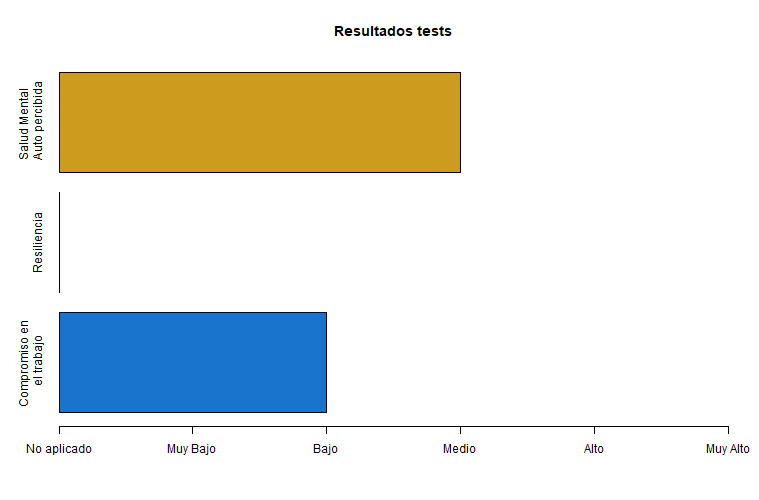 Resultados tests
Salud Mental
Auto percibida
Resiliencia
Compromiso en
el trabajo
No aplicado
Muy Bajo
Bajo
Medio
Alto
Muy Alto